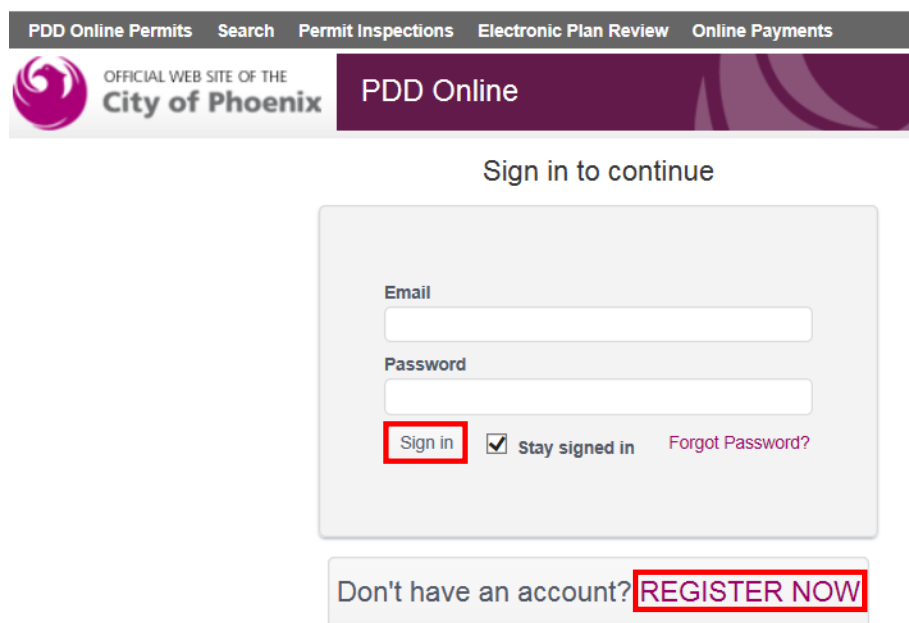 PDD Online Permits Search Permit Inspections Electronic Plan Review Online Payments
OFFICIAL WEB SITE OF THE
City of Phoenix
PDD Online
Sign in to continue
Email
Password
Sign in Stay signed in Forgot Password?
Don't have an account? REGISTER NOW